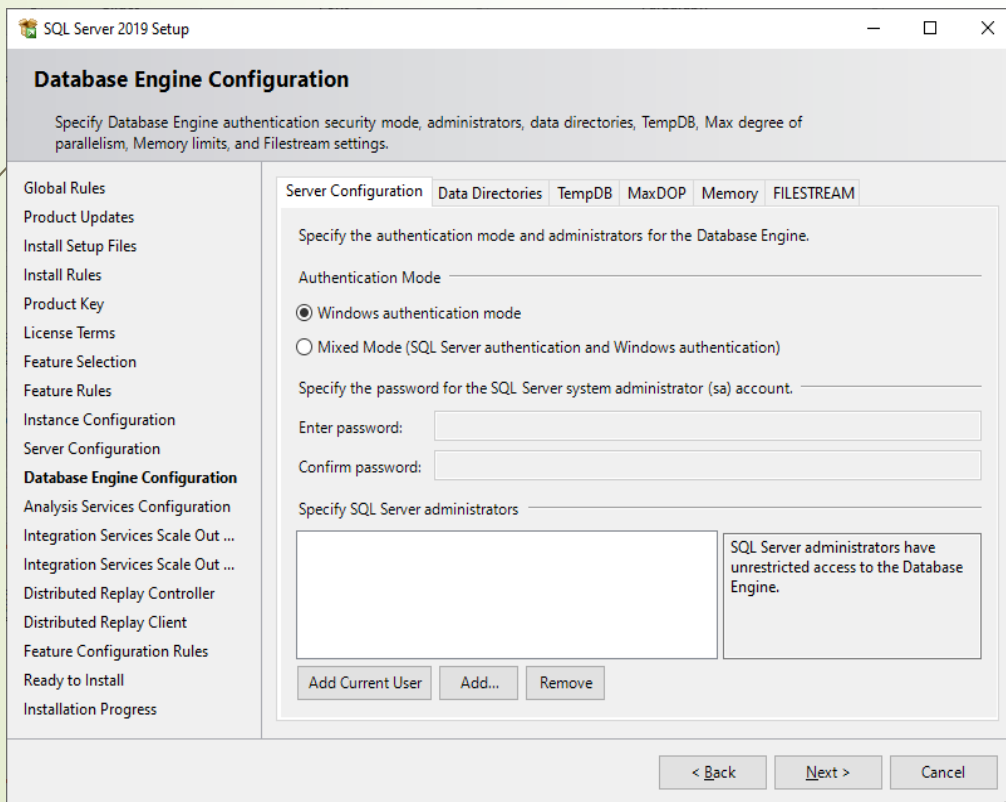 SQL Server 2019 Setup
Database Engine Configuration
Specify Database Engine authentication security mode, administrators, data directories, TempDB, Max degree of
parallelism, Memory limits, and Filestream settings.
Global Rules
Product Updates
Install Setup Files
Install Rules
Product Key
License Terms
Feature Selection
Feature Rules
Instance Configuration
Server Configuration
Database Engine Configuration
Analysis Services Configuration
Integration Services Scale Out ...
Integration Services Scale Out ...
Distributed Replay Controller
Distributed Replay Client
Feature Configuration Rules
Ready to Install
Installation Progress
Server Configuration Data Directories TempDB MaxDOP Memory FILESTREAM
Specify the authentication mode and administrators for the Database Engine.
Authentication Mode
Windows authentication mode
Mixed Mode (SQL Server authentication and Windows authentication)
Specify the password for the SQL Server system administrator (sa) account.
Enter password:
Confirm password:
Specify SQL Server administrators
SQL Server administrators have
unrestricted access to the Database
Engine.
Add Current User Add... Remove
< Back Next > Cancel